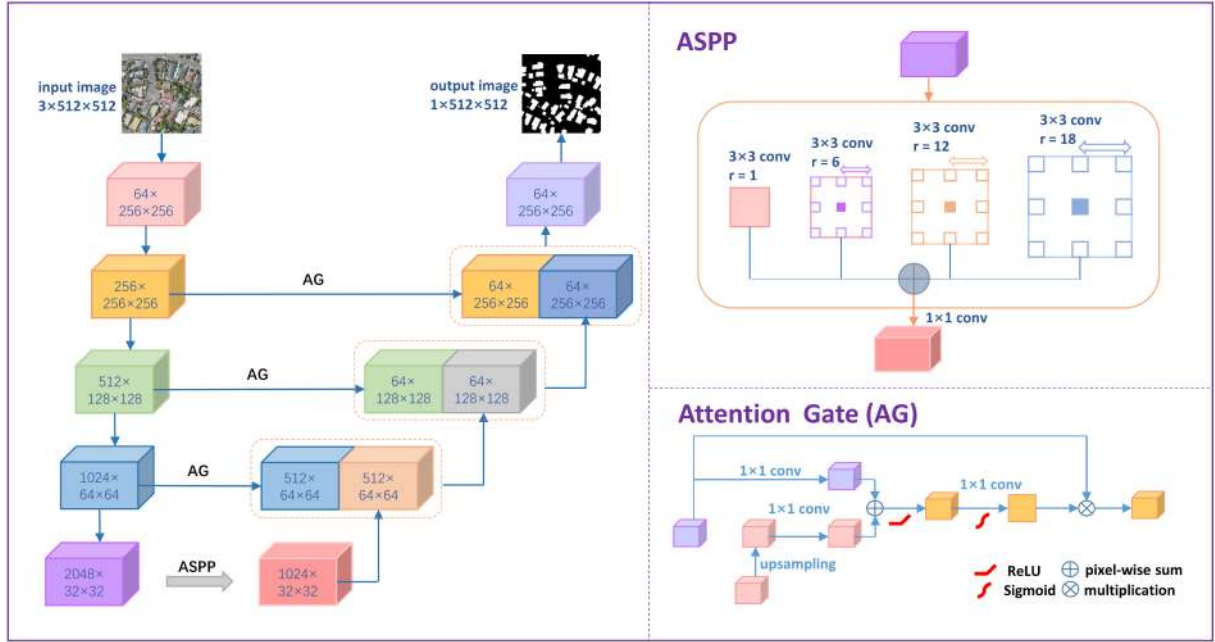 input image
3×512×512
output image
1×512×512
64×
256×256
64×
256×256
256×
256×256
AG
64×
256×256
64×
256×256
512×
128×128
AG
64×
128×128
64×
128×128
1024×
64×64
AG
512×
64×64
512×
64×64
2048×
32×32
ASPP
1024×
32×32
ASPP
3×3 conv
r = 1
3×3 conv
r = 6
3×3 conv
r = 12
3×3 conv
r = 18
1×1 conv
Attention Gate (AG)
1×1 conv
1×1 conv
1×1 conv
upsampling
ReLU
pixel-wise sum
Sigmoid
multiplication